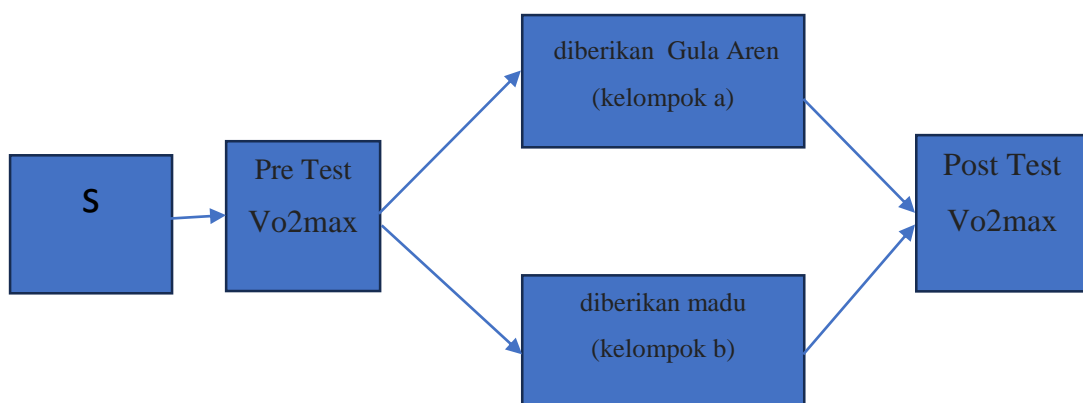 S
Pre Test
Vo2max
diberikan  Gula Aren
(kelompok a)
diberikan madu
(kelompok b)
Post Test
Vo2max